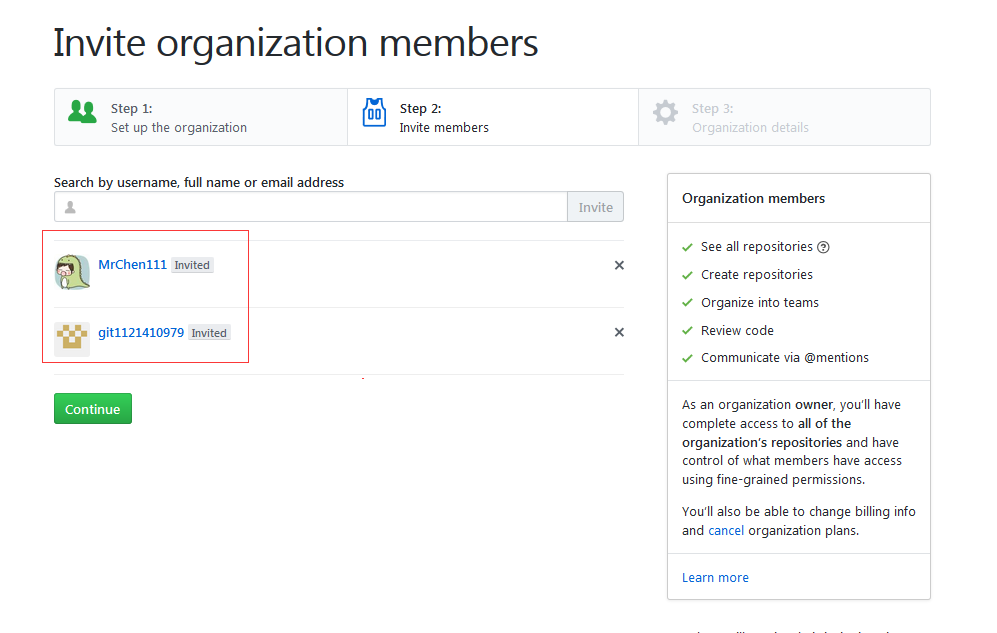 Invite organization members
Step 1:
Set up the organization
Step 2:
Invite members
Step 3:
Organization details
Search by username, full name or email address
Invite
MrChen111 Invited
git1121410979 Invited
Continue
Organization members
See all repositories
Create repositories
Organize into teams
Review code
Communicate via @mentions
As an organization owner, you’ll have
complete access to all of the
organization’s repositories and have
control of what members have access
using fine-grained permissions.
You’ll also be able to change billing info
and cancel organization plans.
Learn more